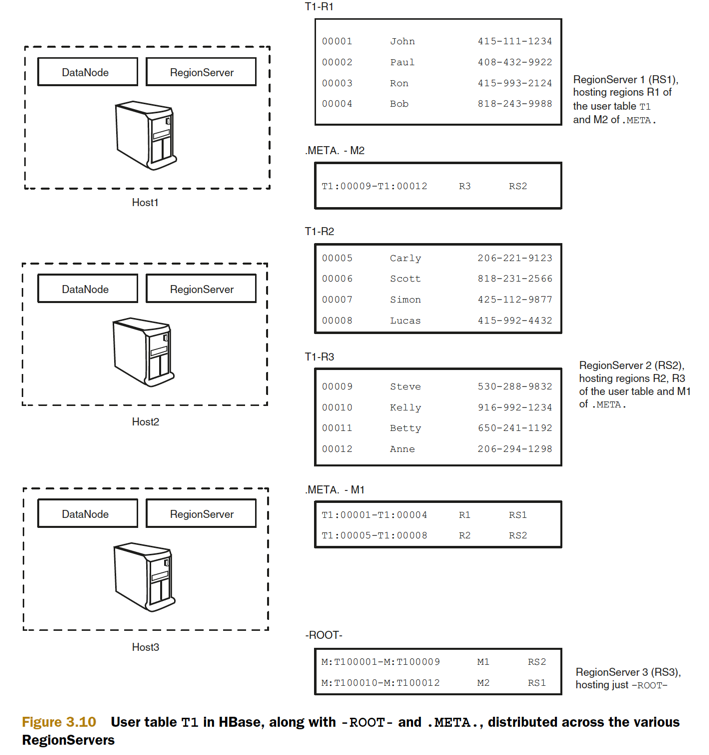 T1-R1
00001 John 415-111-1234
00002 Paul 408-432-9922
00003 Ron 415-993-2124
00004 Bob 818-243-9988
DataNode RegionServer
RegionServer 1 (RS1),
hosting regions R1 of
the user table T1
and M2 of .META.
Host1
.META. - M2
T1:00009-T1:00012 R3 RS2
T1-R2
00005 Carly 206-221-9123
00006 Scott 818-231-2566
00007 Simon 425-112-9877
00008 Lucas 415-992-4432
DataNode RegionServer
Host2
T1-R3
00009 Steve 530-288-9832
00010 Kelly 916-992-1234
00011 Betty 650-241-1192
00012 Anne 206-294-1298
RegionServer 2 (RS2),
hosting regions R2, R3
of the user table and M1
of .META.
.META. - M1
T1:00001-T1:00004 R1 RS1
T1:00005-T1:00008 R2 RS2
DataNode RegionServer
Host3
-ROOT-
M:T100001-M:T100009 M1 RS2
M:T100010-M:T100012 M2 RS1
RegionServer 3 (RS3),
hosting just -ROOT-
Figure 3.10 User table T1 in HBase, along with -ROOT- and .META., distributed across the various
RegionServers